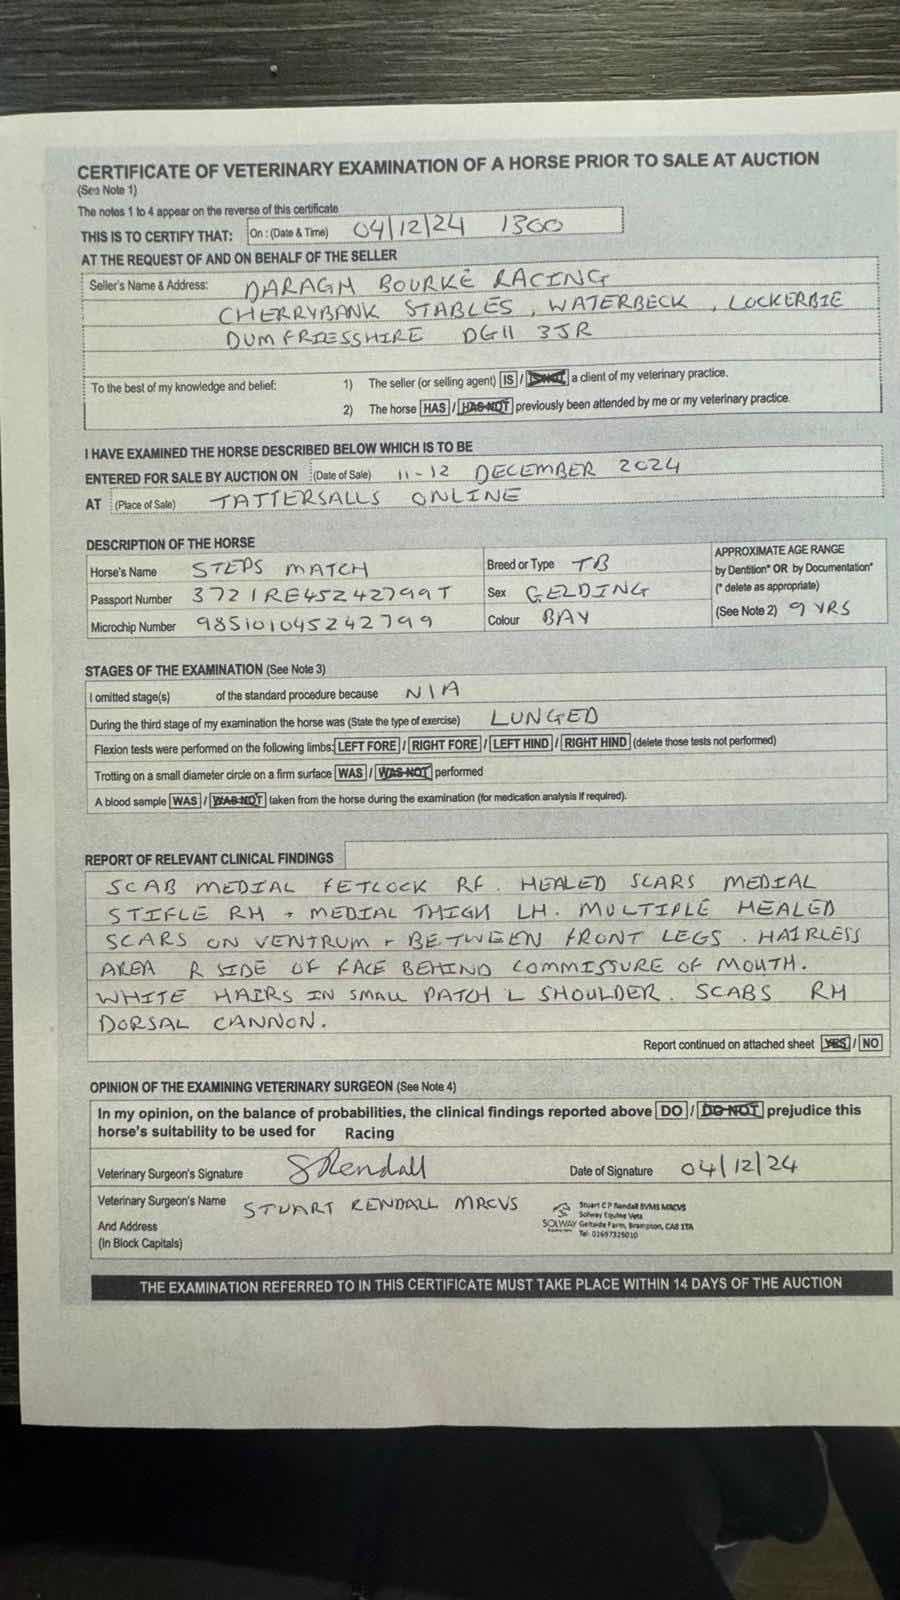 CERTIFICATE OF VETERINARY EXAMINATION OF A HORSE PRIOR TO SALE AT AUCTION
(See Note 1)
The notes 1 to 4 appear on the reverse of this certificate
THIS IS TO CERTIFY THAT: On : (Date & Time) 04/12/24 1300
AT THE REQUEST OF AND ON BEHALF OF THE SELLER
Seller's Name & Address: DARAGH BOURKE RACING
CHERRYBANK STABLES, WATERBECK, LOCKERBIE
DUMFRIESSHIRE DG11 3JR
To the best of my knowledge and belief: 1) The seller (or selling agent) IS / IS NOT a client of my veterinary practice.
2) The horse HAS / HAS NOT previously been attended by me or my veterinary practice.
I HAVE EXAMINED THE HORSE DESCRIBED BELOW WHICH IS TO BE
ENTERED FOR SALE BY AUCTION ON (Date of Sale) 11-12 DECEMBER 2024
AT (Place of Sale) TATTERSALLS ONLINE
DESCRIPTION OF THE HORSE
Horse's Name STEPS MATCH Breed or Type TB APPROXIMATE AGE RANGE
by Dentition* OR by Documentation*
Passport Number 3721RE45242799T Sex GELDING (* delete as appropriate)
Microchip Number 985101045242799 Colour BAY (See Note 2) 9 YRS
STAGES OF THE EXAMINATION (See Note 3)
I omitted stage(s) of the standard procedure because N/A
During the third stage of my examination the horse was (State the type of exercise) LUNGED
Flexion tests were performed on the following limbs: LEFT FORE / RIGHT FORE / LEFT HIND / RIGHT HIND (delete those tests not performed)
Trotting on a small diameter circle on a firm surface WAS / WAS NOT performed
A blood sample WAS / WAS NOT taken from the horse during the examination (for medication analysis if required).
REPORT OF RELEVANT CLINICAL FINDINGS
SCAB MEDIAL FETLOCK RF. HEALED SCARS MEDIAL
STIFLE RH + MEDIAL THIGH LH. MULTIPLE HEALED
SCARS ON VENTRUM + BETWEEN FRONT LEGS. HAIRLESS
AREA R SIDE OF FACE BEHIND COMMISSURE OF MOUTH.
WHITE HAIRS IN SMALL PATCH L SHOULDER. SCABS RH
DORSAL CANNON.
Report continued on attached sheet YES / NO
OPINION OF THE EXAMINING VETERINARY SURGEON (See Note 4)
In my opinion, on the balance of probabilities, the clinical findings reported above DO / DO NOT prejudice this
horse's suitability to be used for Racing
Veterinary Surgeon's Signature SRendall Date of Signature 04/12/24
Veterinary Surgeon's Name STUART RENDALL MRCVS
And Address
(In Block Capitals)
Stuart C P Rendall BVMS MRCVS
Solway Equine Vets
SOLWAY Geltside Farm, Brampton, CA8 1TA
Tel: 01697325010
THE EXAMINATION REFERRED TO IN THIS CERTIFICATE MUST TAKE PLACE WITHIN 14 DAYS OF THE AUCTION